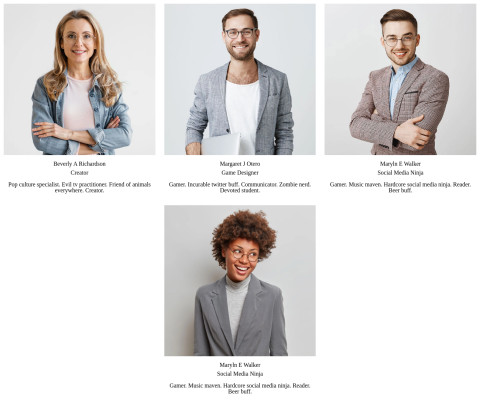 Beverly A Richardson
Creator
Pop culture specialist. Evil tv practitioner. Friend of animals
everywhere. Creator.
Margaret J Otero
Game Designer
Gamer. Incurable twitter buff. Communicator. Zombie nerd.
Devoted student.
Maryln E Walker
Social Media Ninja
Gamer. Music maven. Hardcore social media ninja. Reader.
Beer buff.
Maryln E Walker
Social Media Ninja
Gamer. Music maven. Hardcore social media ninja. Reader.
Beer buff.